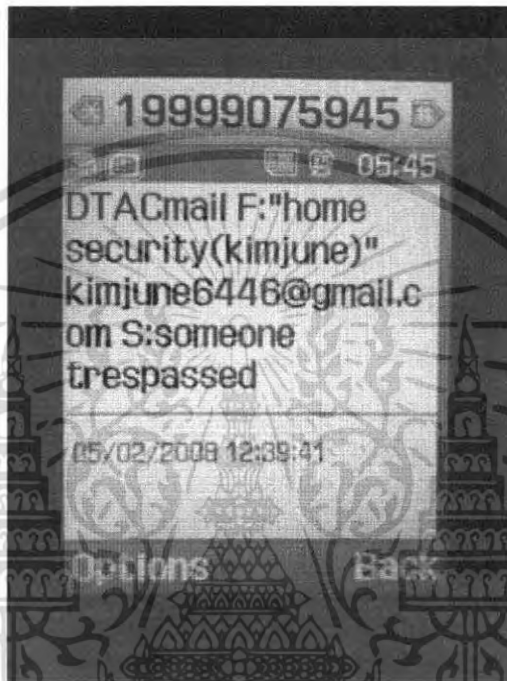 19999075945
05:45
DTACmail F:"home
security(kimjune)"
kimjune6446@gmail.c
om S:someone
trespassed
05/02/2008 12:39:41
Options Back